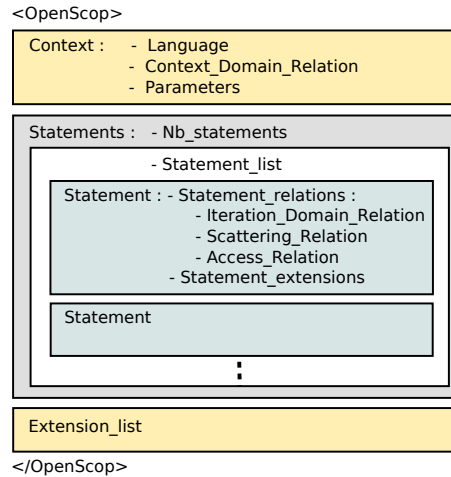 <OpenScop>
Context : - Language
- Context_Domain_Relation
- Parameters
Statements : - Nb_statements
- Statement_list
Statement : - Statement_relations :
- Iteration_Domain_Relation
- Scattering_Relation
- Access_Relation
- Statement_extensions
Statement
Extension_list
</OpenScop>